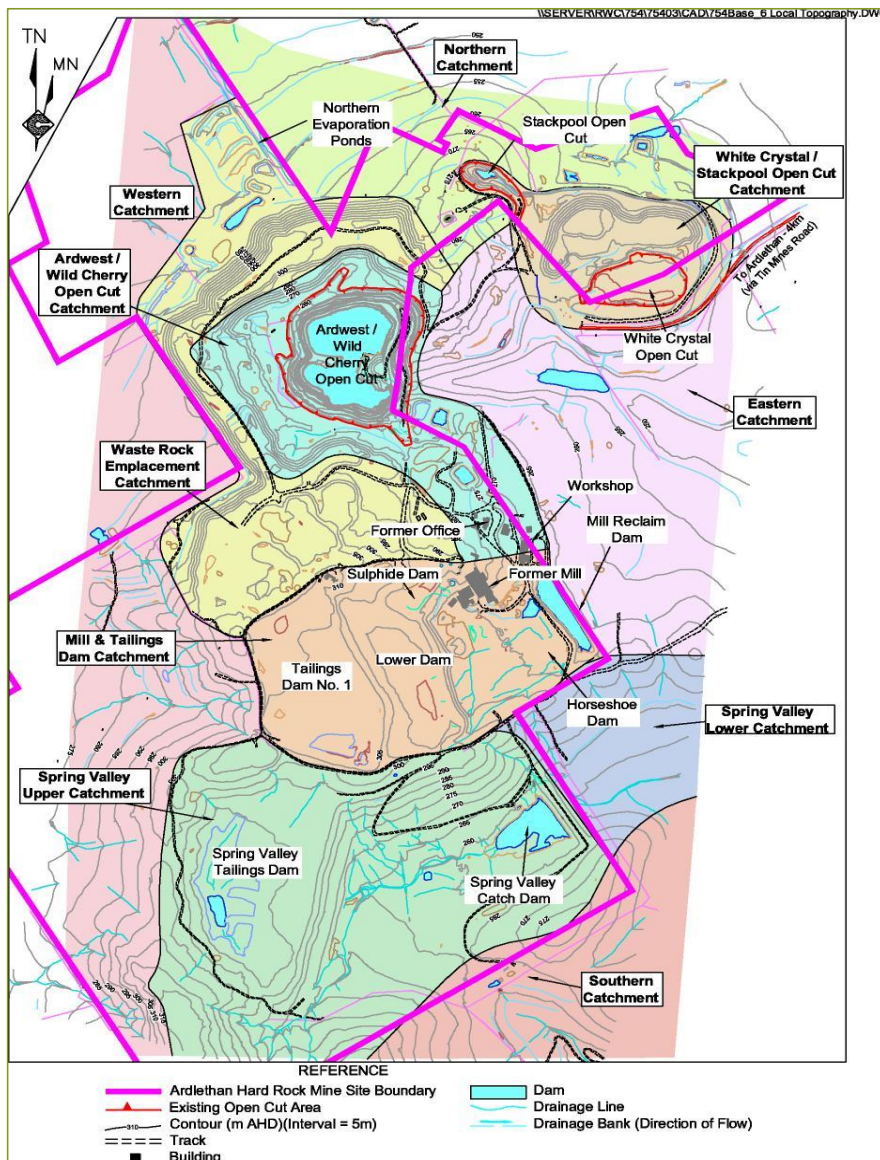 \\SERVER\RWC\754\75403\CAD\754Base_6 Local Topography.DW
TN
MN
Northern
Catchment
Northern
Evaporation
Ponds
Stackpool Open
Cut
White Crystal /
Stackpool Open Cut
Catchment
Western
Catchment
To Ardlethan - 4km
(via Tin Mines Road)
Ardwest /
Wild Cherry
Open Cut
Catchment
Ardwest /
Wild
Cherry
Open Cut
White Crystal
Open Cut
Eastern
Catchment
Waste Rock
Emplacement
Catchment
Workshop
Former Office
Mill Reclaim
Dam
Sulphide Dam
Former Mill
Mill & Tailings
Dam Catchment
Tailings
Dam No. 1
Lower Dam
Horseshoe
Dam
Spring Valley
Lower Catchment
Spring Valley
Upper Catchment
Spring Valley
Tailings Dam
Spring Valley
Catch Dam
Southern
Catchment
REFERENCE
Ardlethan Hard Rock Mine Site Boundary
Existing Open Cut Area
310
Contour (m AHD)(Interval = 5m)
Track
Building
Dam
Drainage Line
Drainage Bank (Direction of Flow)